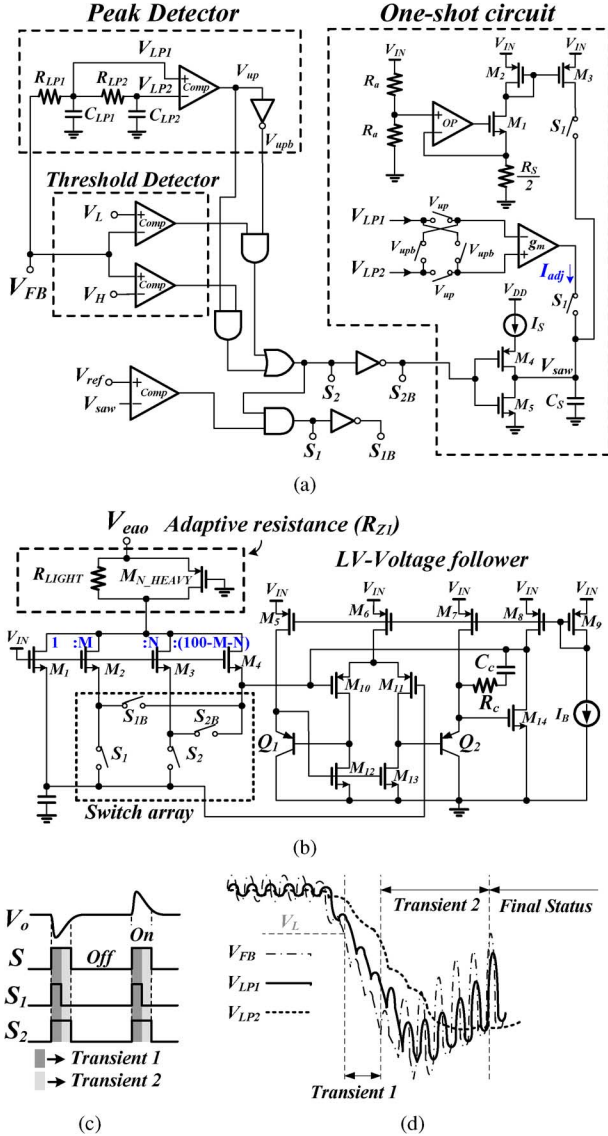 Peak Detector
One-shot circuit
V_LP1
R_LP1
R_LP2
V_LP2
C_LP1
C_LP2
+
−
Comp
V_up
V_upb
Threshold Detector
V_L
+
−
Comp
V_FB
V_H
+
−
Comp
V_ref
V_saw
+
−
Comp
S_2
S_2B
S_1
S_1B
V_IN
R_a
R_a
+
−
OP
V_IN
V_IN
M_2
M_3
M_1
S_1
R_S
2
V_LP1
V_up
V_upb
V_upb
V_LP2
V_up
−
g_m
+
I_adj
S_1
V_DD
I_S
M_4
V_saw
M_5
C_S
(a)
V_eao
Adaptive resistance (R_Z1)
R_LIGHT
M_N_HEAVY
LV-Voltage follower
V_IN
1 :M :N :(100-M-N)
M_1
M_2
M_3
M_4
S_1B
S_2B
S_1
S_2
Switch array
V_IN
V_IN
V_IN
V_IN
M_5
M_6
M_7
M_8
M_9
M_10
M_11
C_c
R_c
M_14
I_B
Q_1
Q_2
M_12
M_13
(b)
V_o
On
S
Off
S_1
S_2
Transient 1
Transient 2
(c)
Transient 2
Final Status
V_L
V_FB
V_LP1
V_LP2
Transient 1
(d)